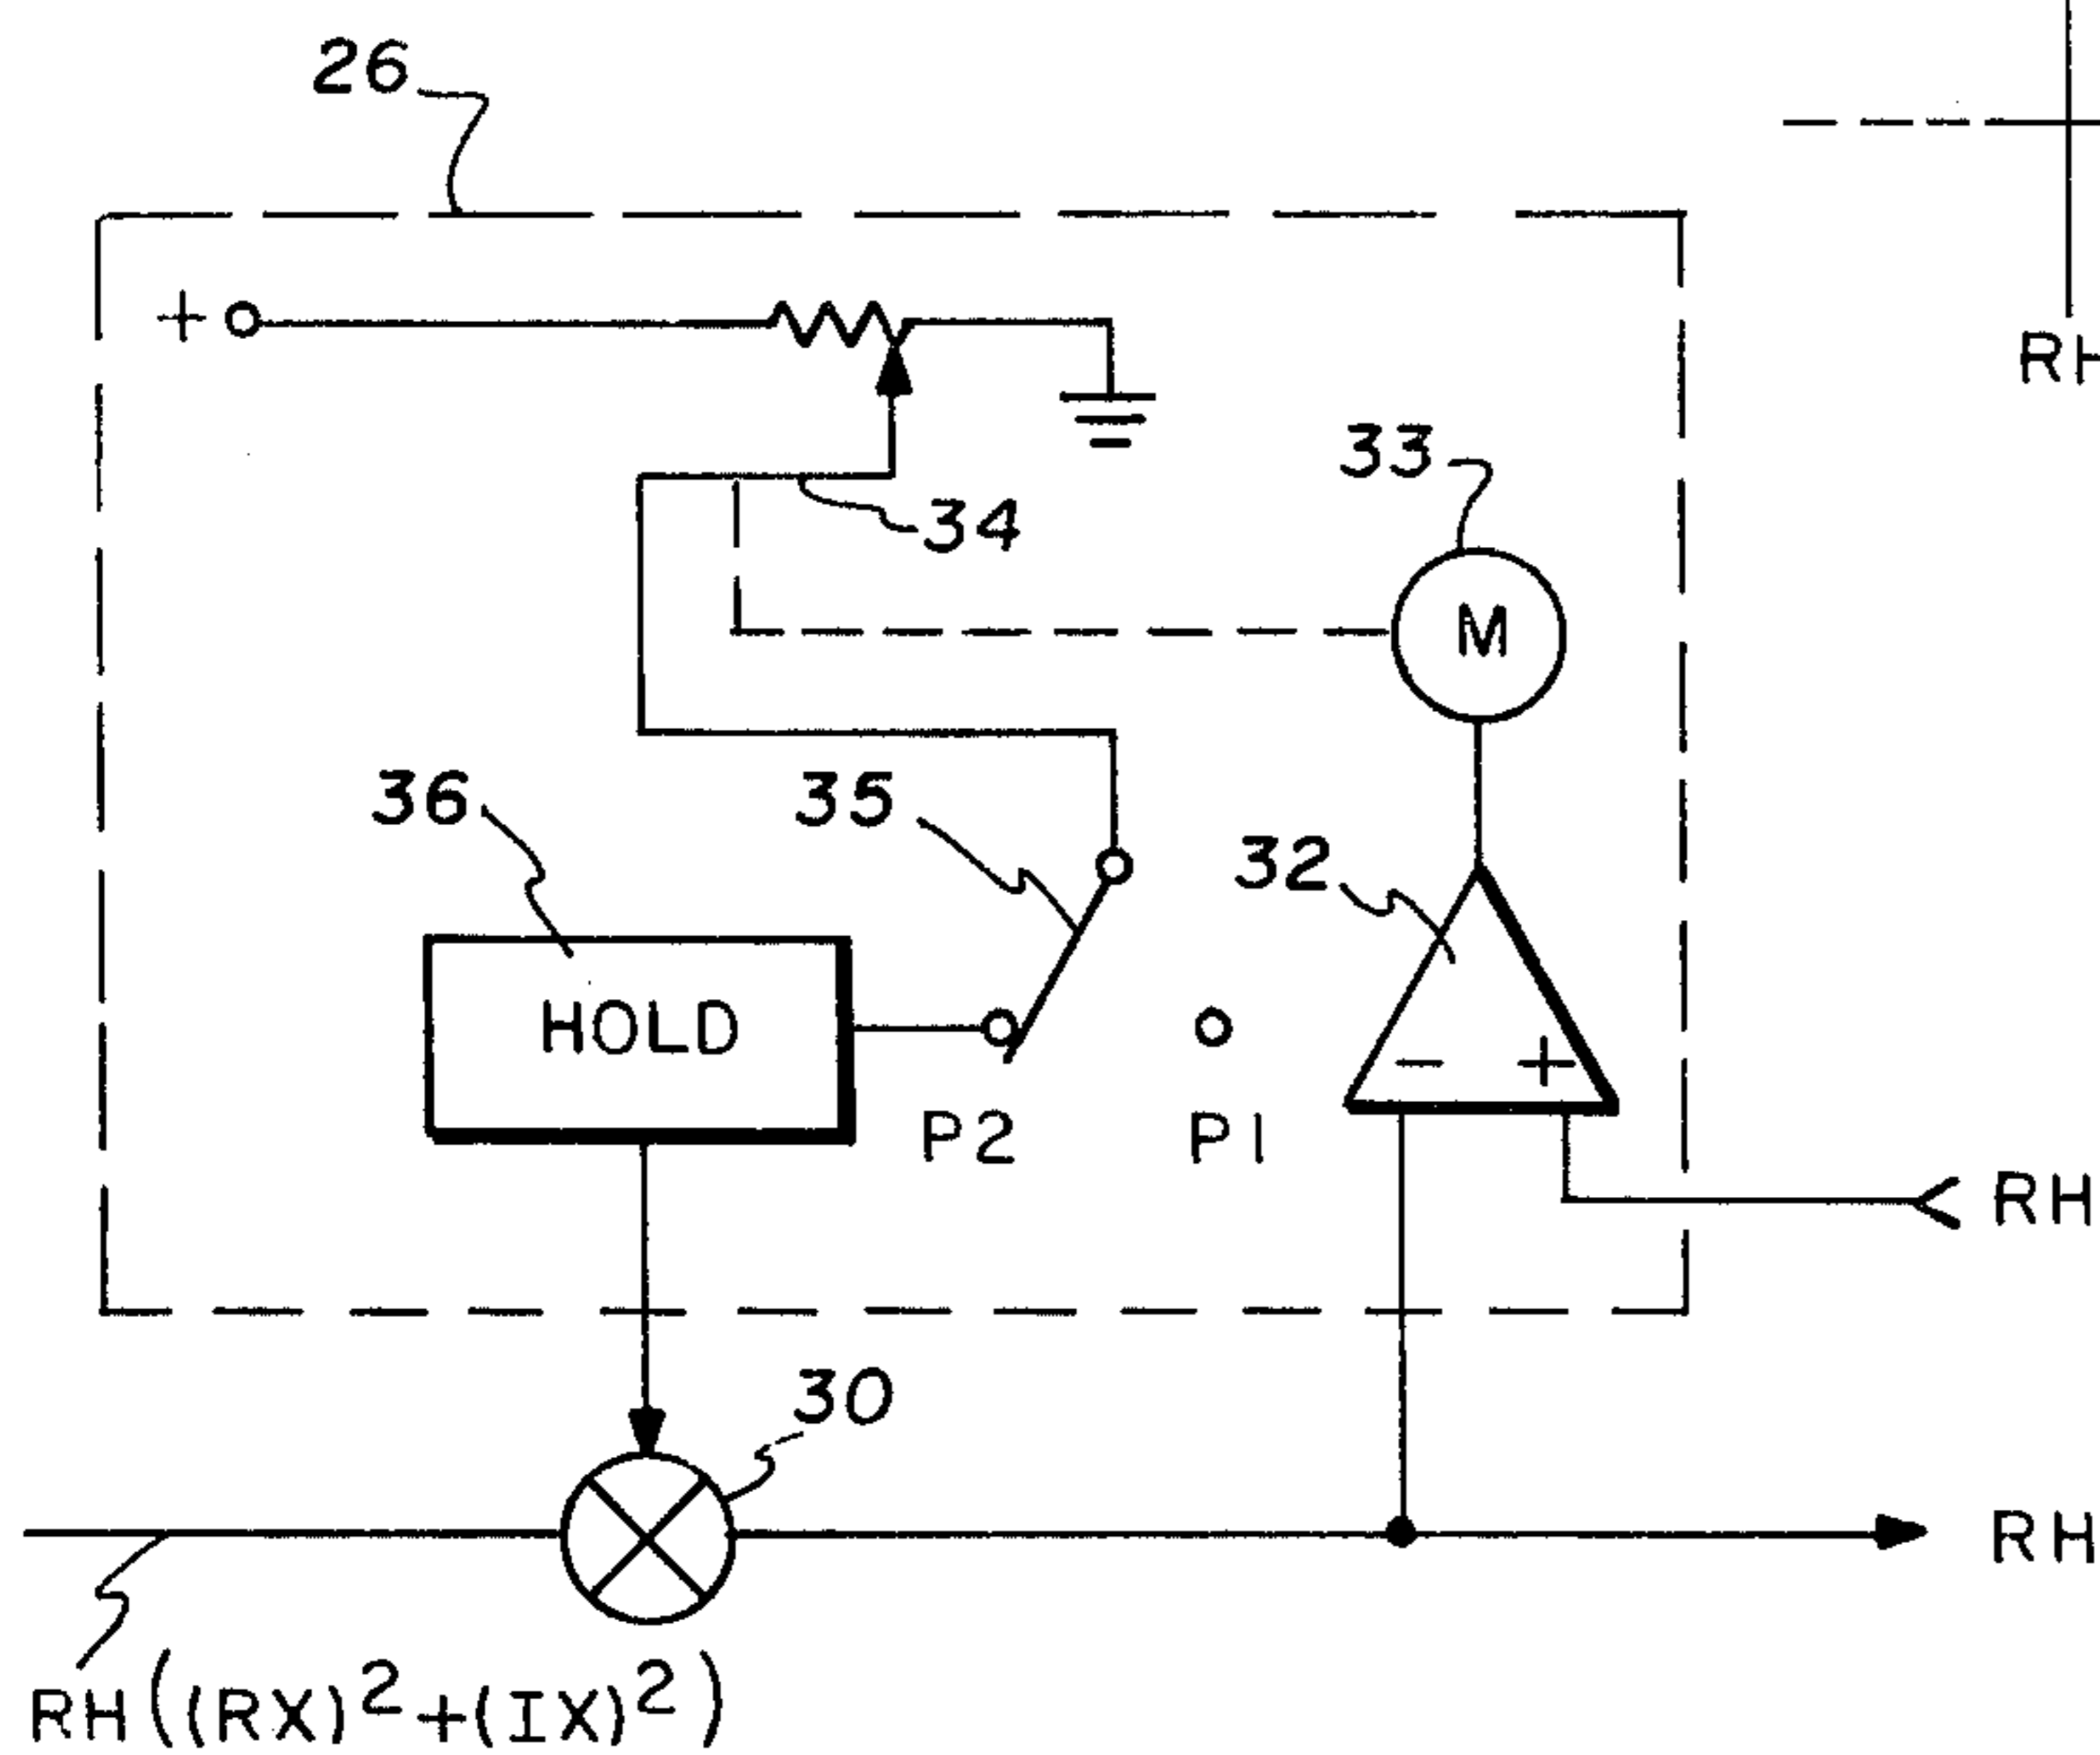 26
+
RH
34
33
M
36
35
32
HOLD
− +
P2
P1
RH
30
RH
RH((RX)²+(IX)²)